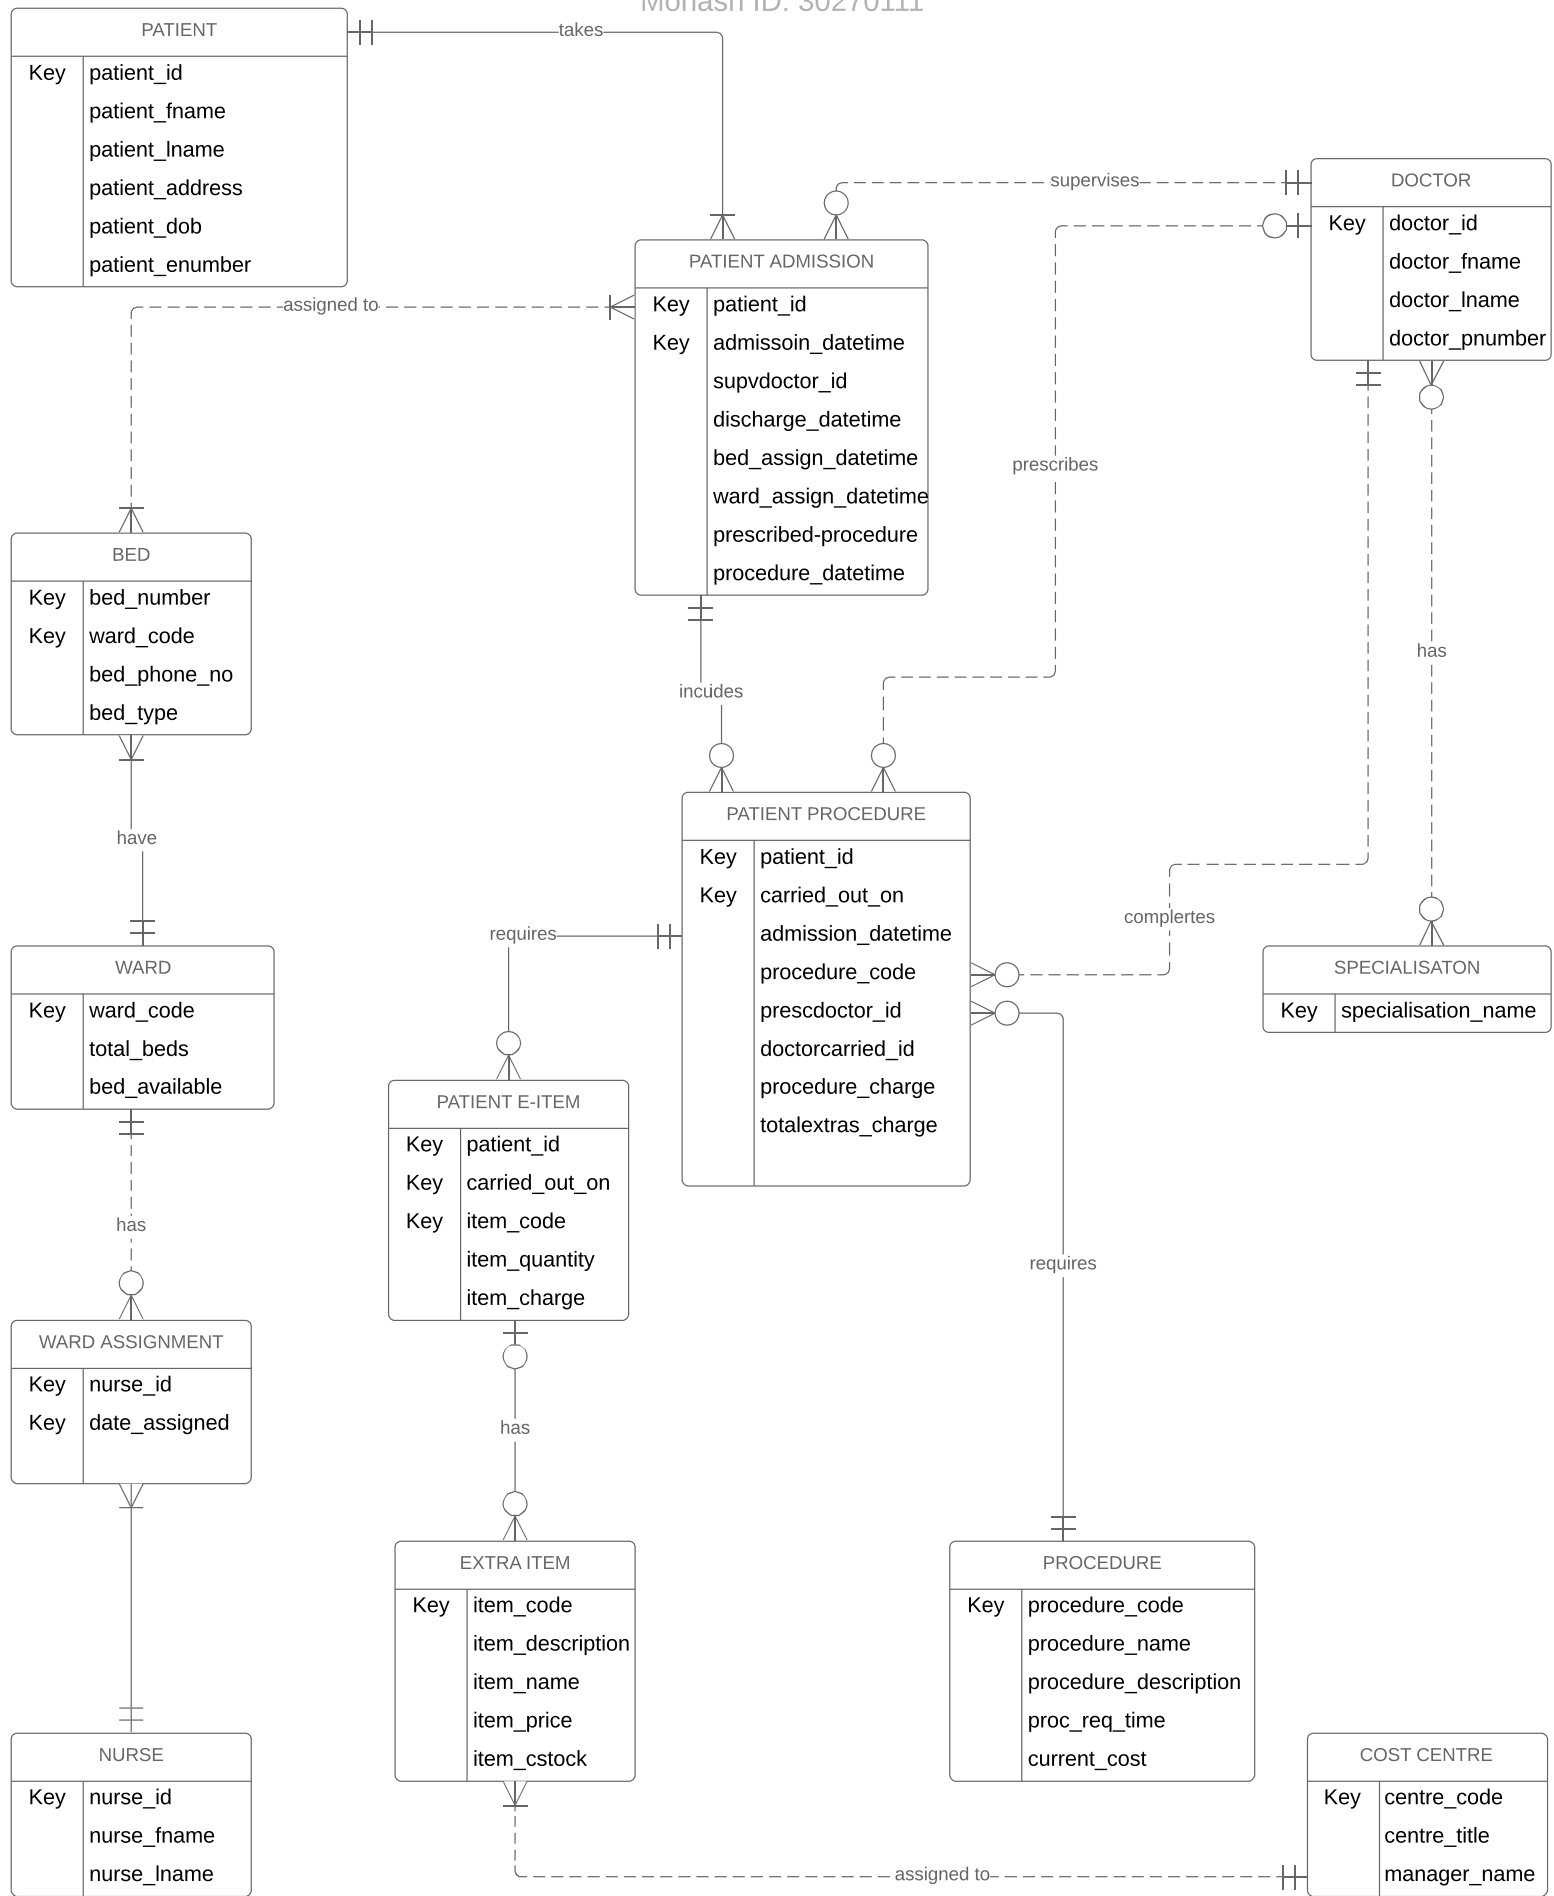 Monash ID: 30270111
PATIENT
Key patient_id
patient_fname
patient_lname
patient_address
patient_dob
patient_enumber
takes
supervises
DOCTOR
Key doctor_id
doctor_fname
doctor_lname
doctor_pnumber
PATIENT ADMISSION
Key patient_id
Key admissoin_datetime
supvdoctor_id
discharge_datetime
bed_assign_datetime
ward_assign_datetime
prescribed-procedure
procedure_datetime
assigned to
prescribes
BED
Key bed_number
Key ward_code
bed_phone_no
bed_type
has
incudes
have
PATIENT PROCEDURE
Key patient_id
Key carried_out_on
admission_datetime
procedure_code
prescdoctor_id
doctorcarried_id
procedure_charge
totalextras_charge
complertes
requires
WARD
Key ward_code
total_beds
bed_available
SPECIALISATON
Key specialisation_name
PATIENT E-ITEM
Key patient_id
Key carried_out_on
Key item_code
item_quantity
item_charge
has
requires
WARD ASSIGNMENT
Key nurse_id
Key date_assigned
has
EXTRA ITEM
Key item_code
item_description
item_name
item_price
item_cstock
PROCEDURE
Key procedure_code
procedure_name
procedure_description
proc_req_time
current_cost
NURSE
Key nurse_id
nurse_fname
nurse_lname
COST CENTRE
Key centre_code
centre_title
manager_name
assigned to